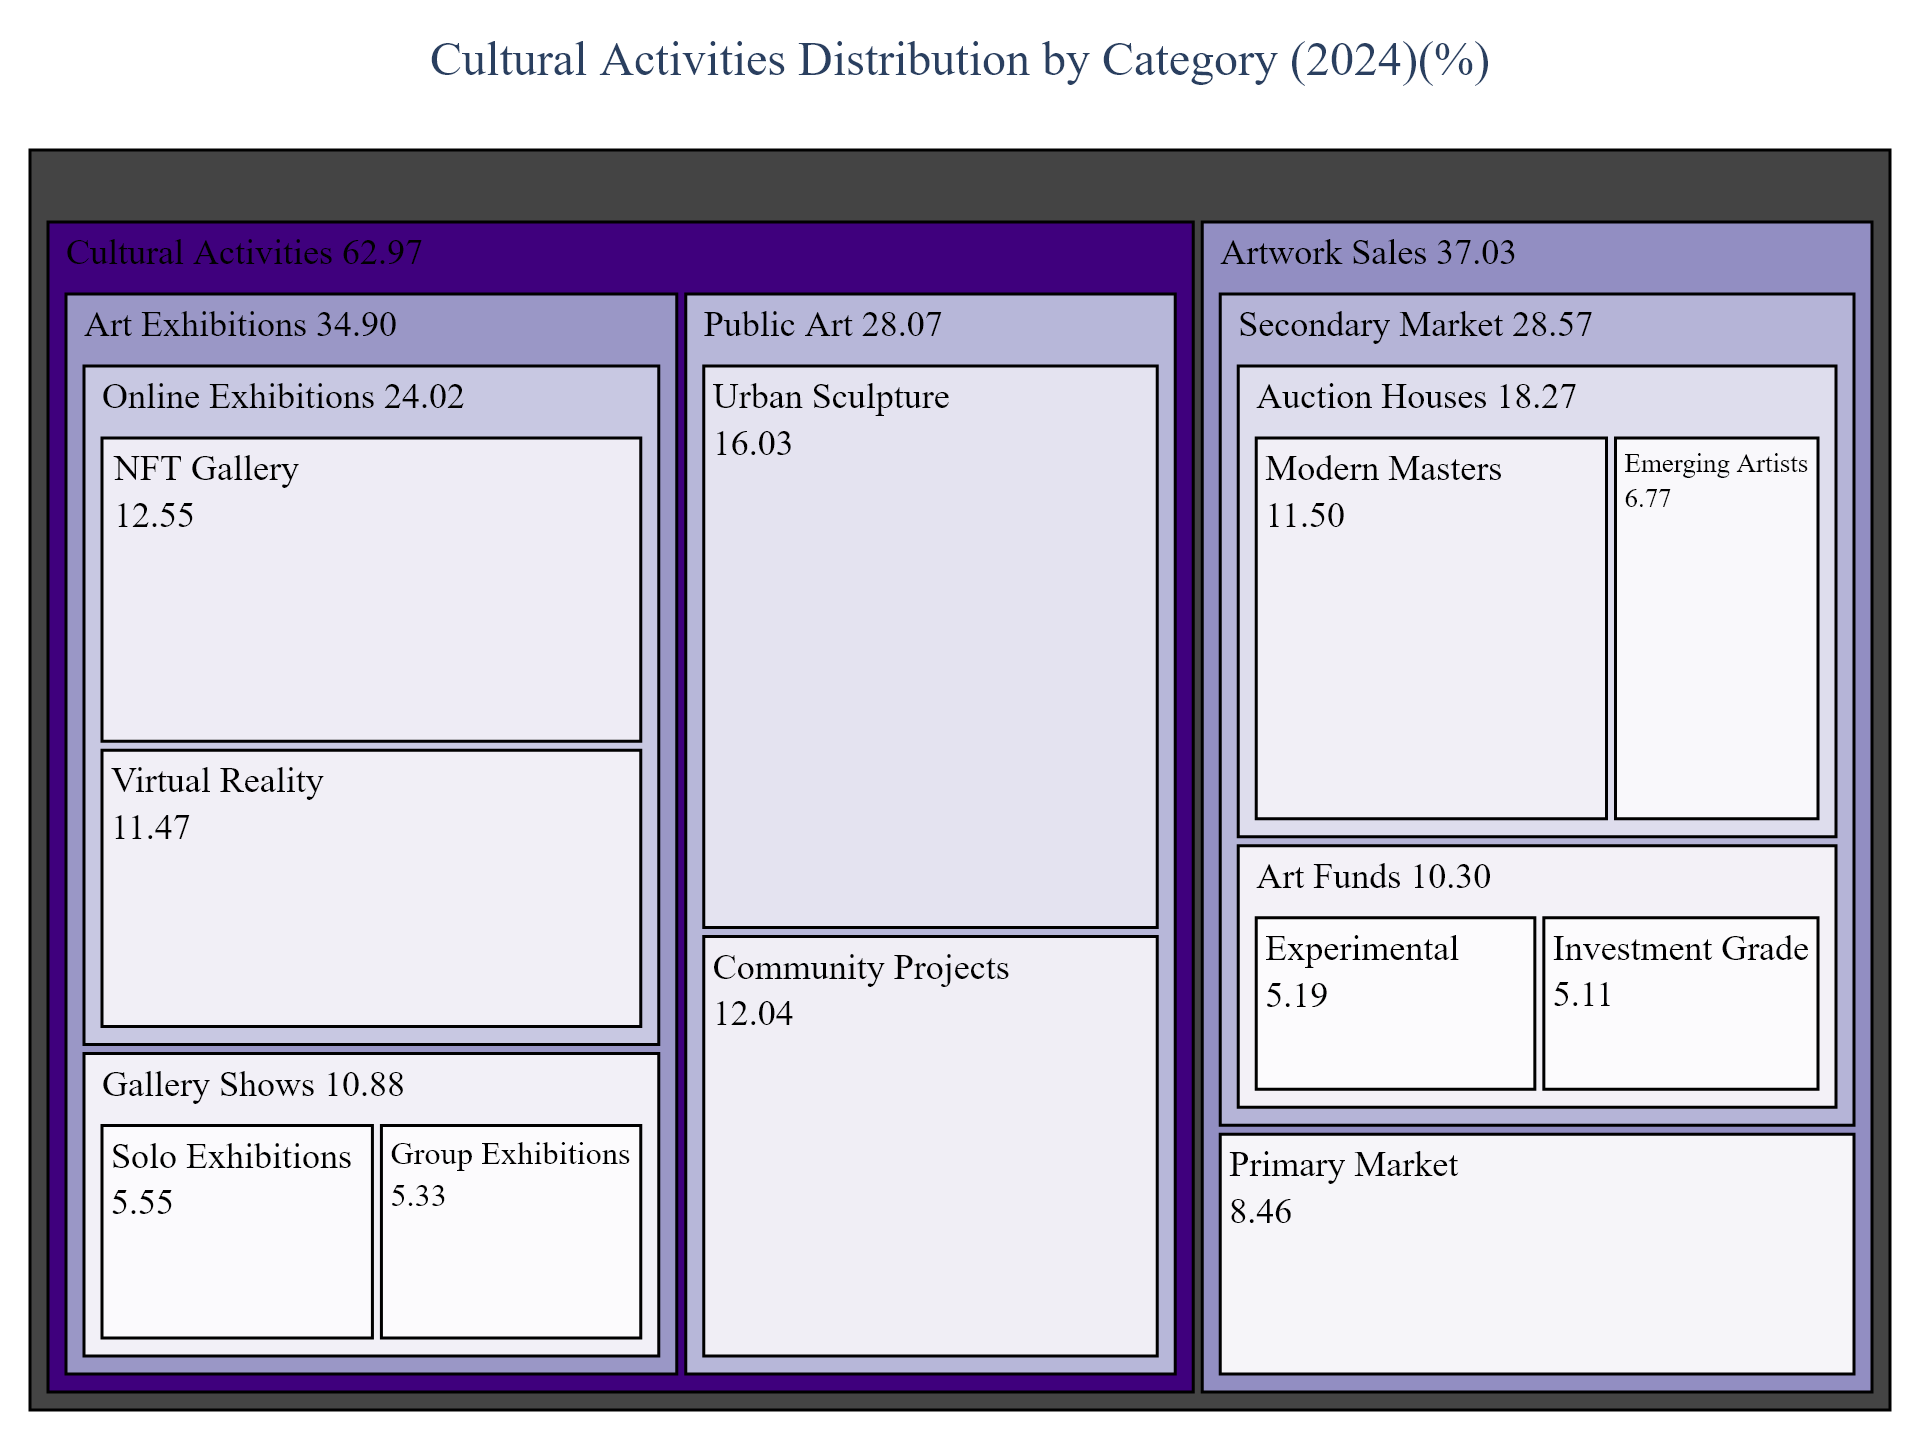 Cultural Activities Distribution by Category (2024)(%)
Cultural Activities 62.97
Art Exhibitions 34.90
Online Exhibitions 24.02
NFT Gallery
12.55
Virtual Reality
11.47
Gallery Shows 10.88
Solo Exhibitions
5.55
Group Exhibitions
5.33
Public Art 28.07
Urban Sculpture
16.03
Community Projects
12.04
Artwork Sales 37.03
Secondary Market 28.57
Auction Houses 18.27
Modern Masters
11.50
Emerging Artists
6.77
Art Funds 10.30
Experimental
5.19
Investment Grade
5.11
Primary Market
8.46